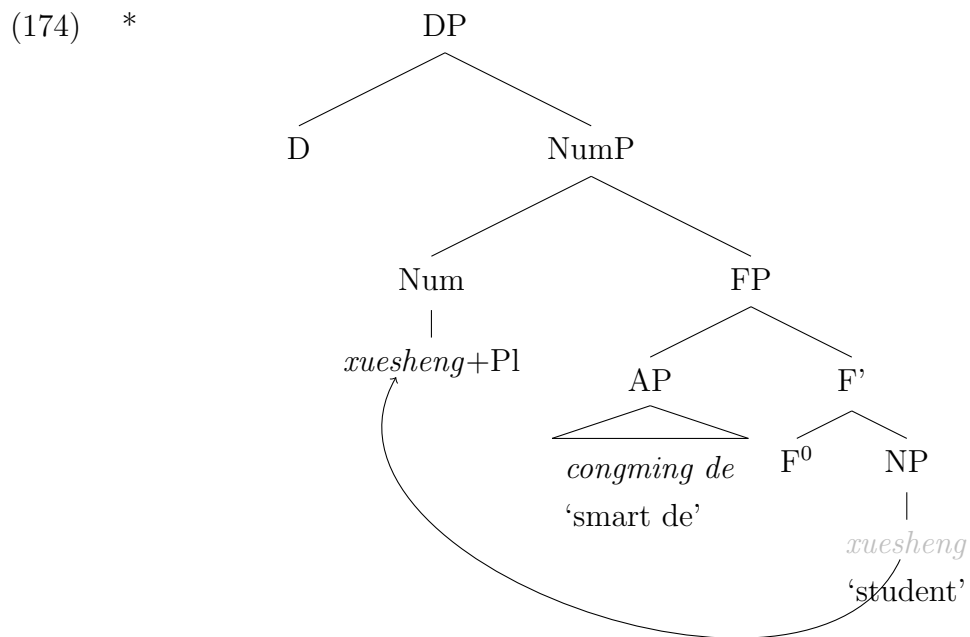 (174) * DP
D NumP
Num FP
xuesheng+Pl AP F’
congming de F⁰ NP
‘smart de’ xuesheng
‘student’